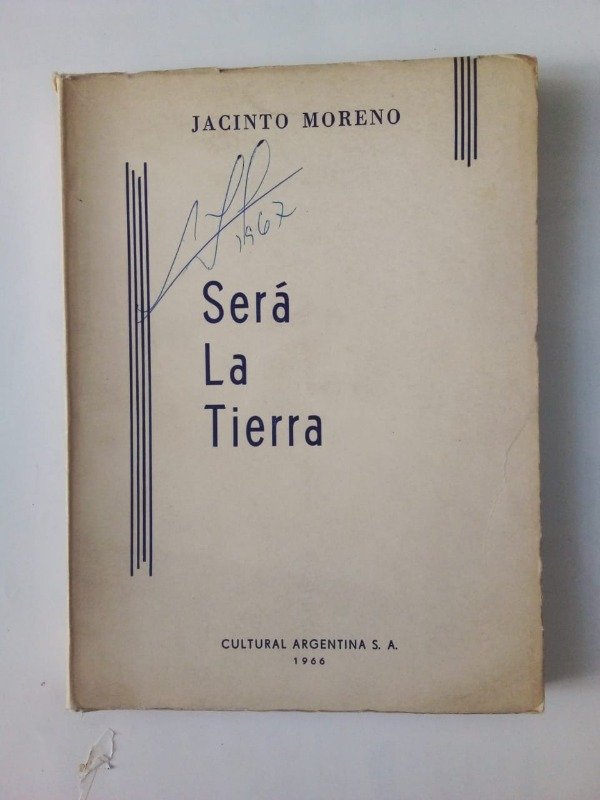 JACINTO MORENO
1967
Será
La
Tierra
CULTURAL ARGENTINA S. A.
1966